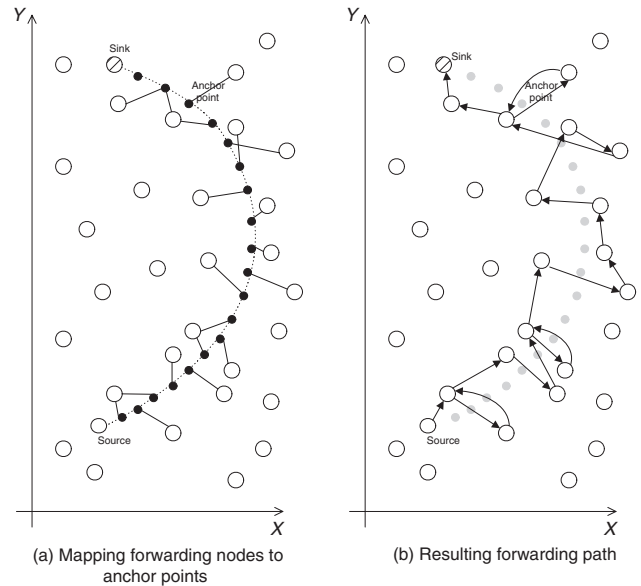 Y
Sink
Anchor
point
Source
X
(a) Mapping forwarding nodes to
anchor points
Y
Sink
Anchor
point
Source
X
(b) Resulting forwarding path